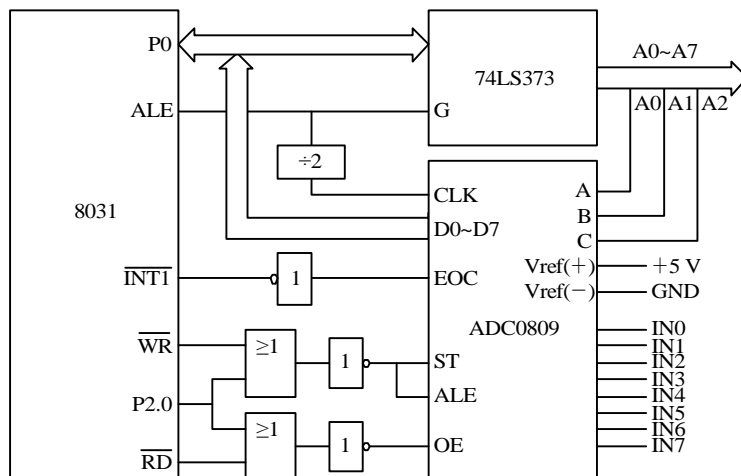 P0
A0~A7
74LS373
ALE
G
A0
A1
A2
÷2
CLK
A
8031
B
D0~D7
C
Vref(+)
+5 V
INT1
1
EOC
Vref(−)
GND
ADC0809
IN0
WR
≥1
IN1
1
ST
IN2
IN3
P2.0
ALE
IN4
≥1
IN5
1
OE
IN6
RD
IN7